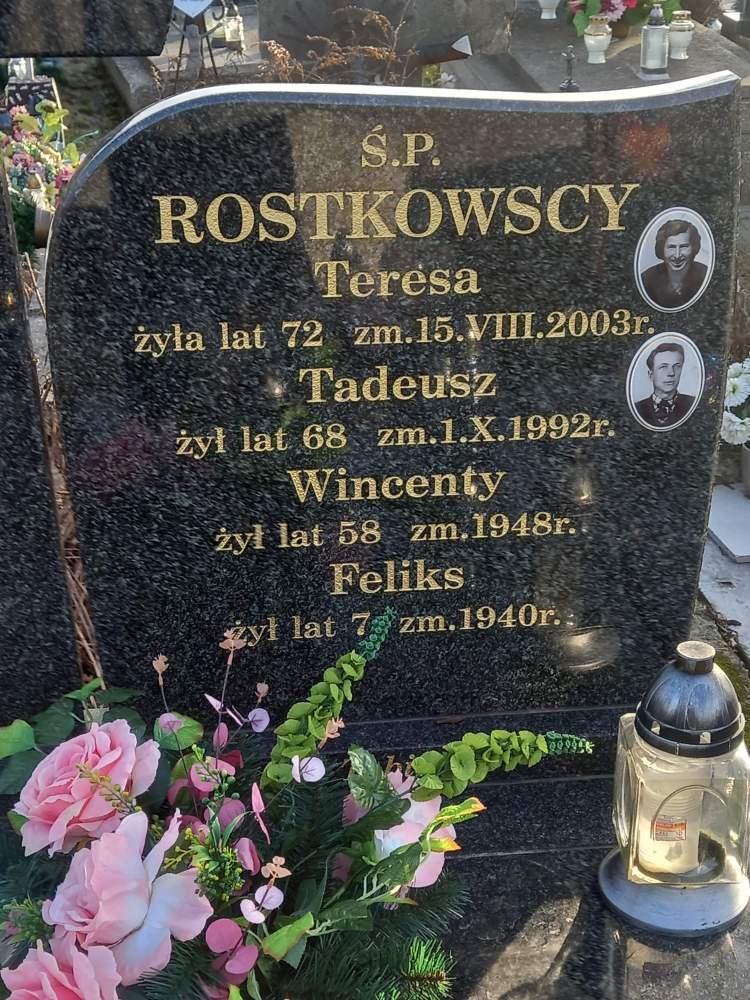 Ś.P.
ROSTKOWSCY
Teresa
żyła lat 72 zm.15.VIII.2003r.
Tadeusz
żył lat 68 zm.1.X.1992r.
Wincenty
żył lat 58 zm.1948r.
Feliks
żył lat zm.1940r.